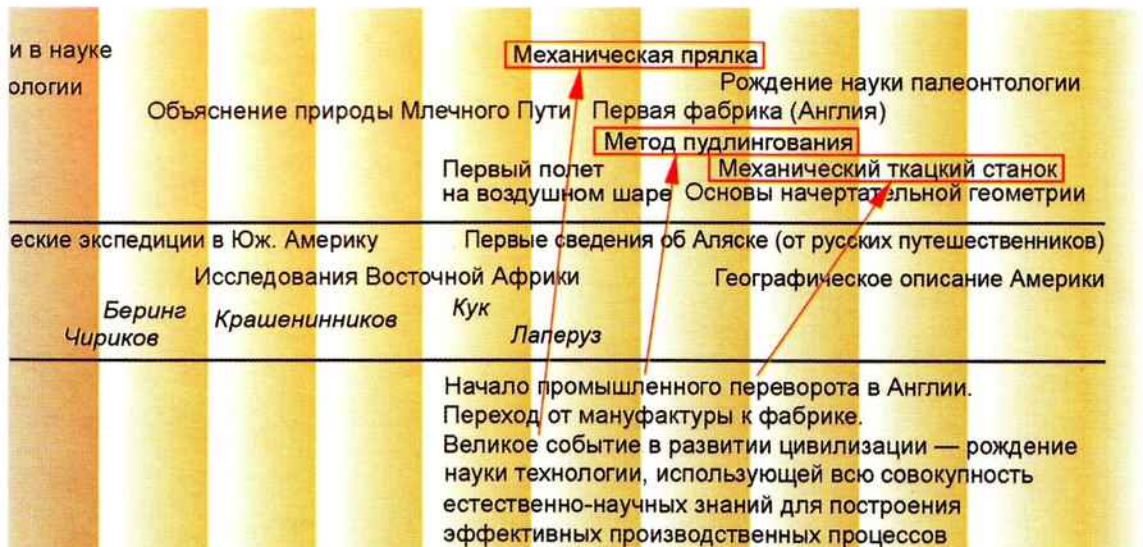 и в науке
Механическая прялка
ологии
Рождение науки палеонтологии
Объяснение природы Млечного Пути Первая фабрика (Англия)
Метод пудлингования
Первый полет
на воздушном шаре
Механический ткацкий станок
Основы начертательной геометрии
еские экспедиции в Юж. Америку
Первые сведения об Аляске (от русских путешественников)
Исследования Восточной Африки
Географическое описание Америки
Беринг
Чириков
Крашенинников
Кук
Лаперуз
Начало промышленного переворота в Англии.
Переход от мануфактуры к фабрике.
Великое событие в развитии цивилизации — рождение
науки технологии, использующей всю совокупность
естественно-научных знаний для построения
эффективных производственных процессов